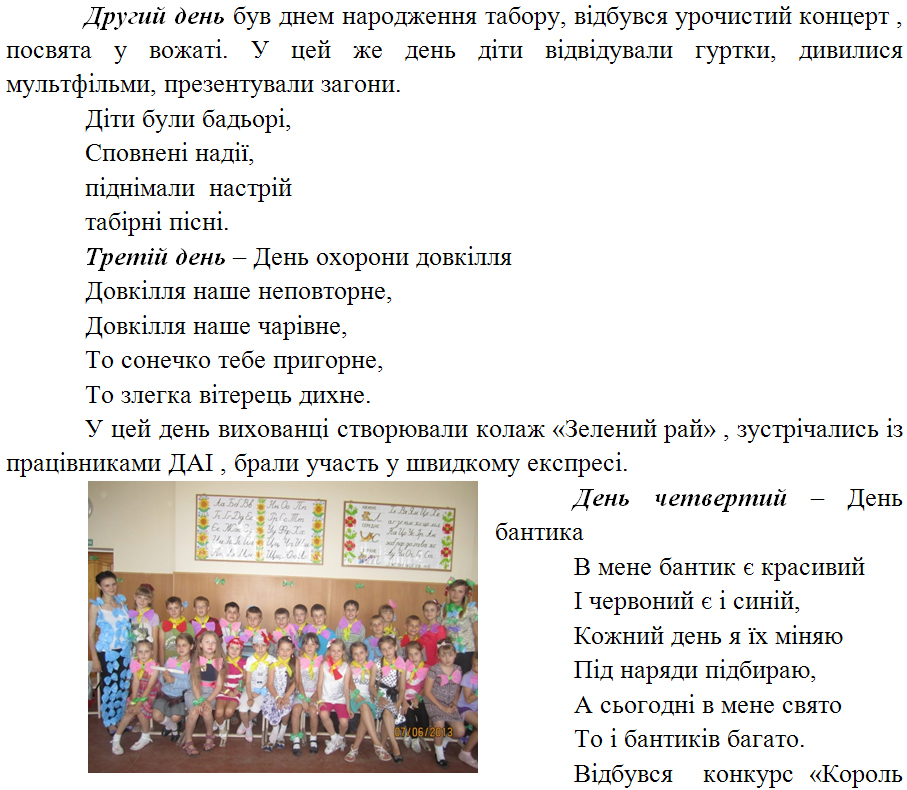 Другий день був днем народження табору, відбувся урочистий концерт ,
посвята у вожаті. У цей же день діти відвідували гуртки, дивилися
мультфільми, презентували загони.
Діти були бадьорі,
Сповнені надії,
піднімали настрій
табірні пісні.
Третій день – День охорони довкілля
Довкілля наше неповторне,
Довкілля наше чарівне,
То сонечко тебе пригорне,
То злегка вітерець дихне.
У цей день вихованці створювали колаж «Зелений рай» , зустрічались із
працівниками ДАІ , брали участь у швидкому експресі.
День четвертий – День
бантика
В мене бантик є красивий
І червоний є і синій,
Кожний день я їх міняю
Під наряди підбираю,
А сьогодні в мене свято
То і бантиків багато.
Відбувся конкурс «Король
07/06/2013